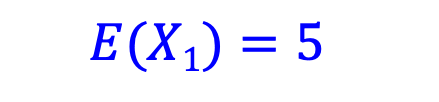 E(X₁) = 5